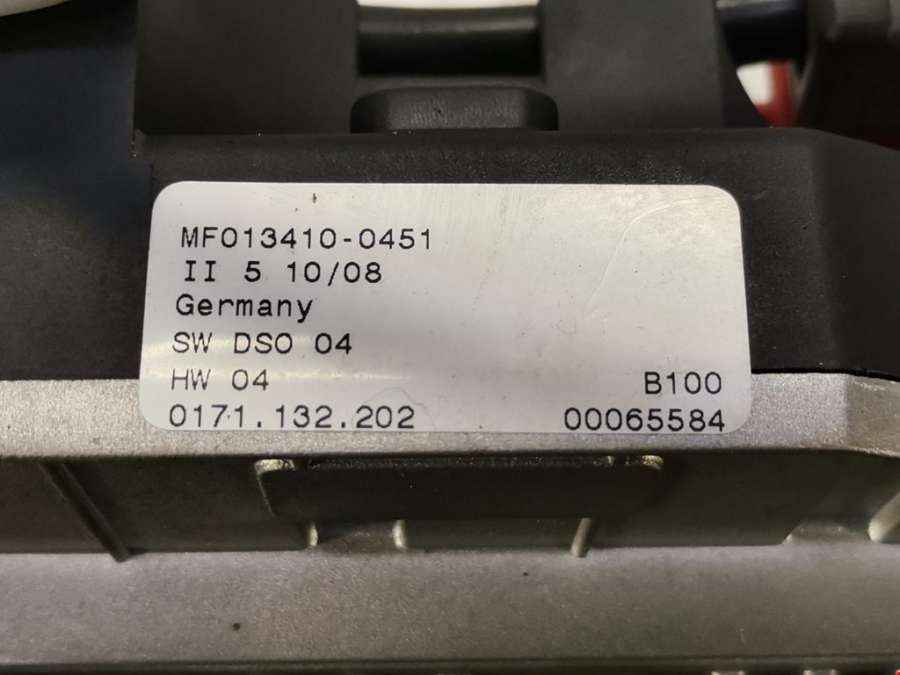 MF013410-0451
II 5 10/08
Germany
SW DSO 04
HW 04 B100
0171.132.202 00065584